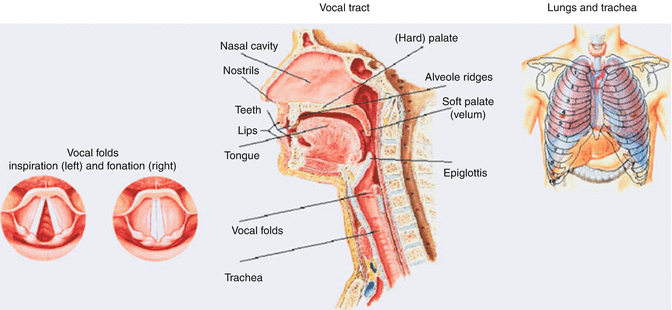 Vocal tract
Lungs and trachea
(Hard) palate
Nasal cavity
Nostrils
Alveole ridges
Teeth
Soft palate
(velum)
Lips
Tongue
Vocal folds
inspiration (left) and fonation (right)
Epiglottis
Vocal folds
Trachea